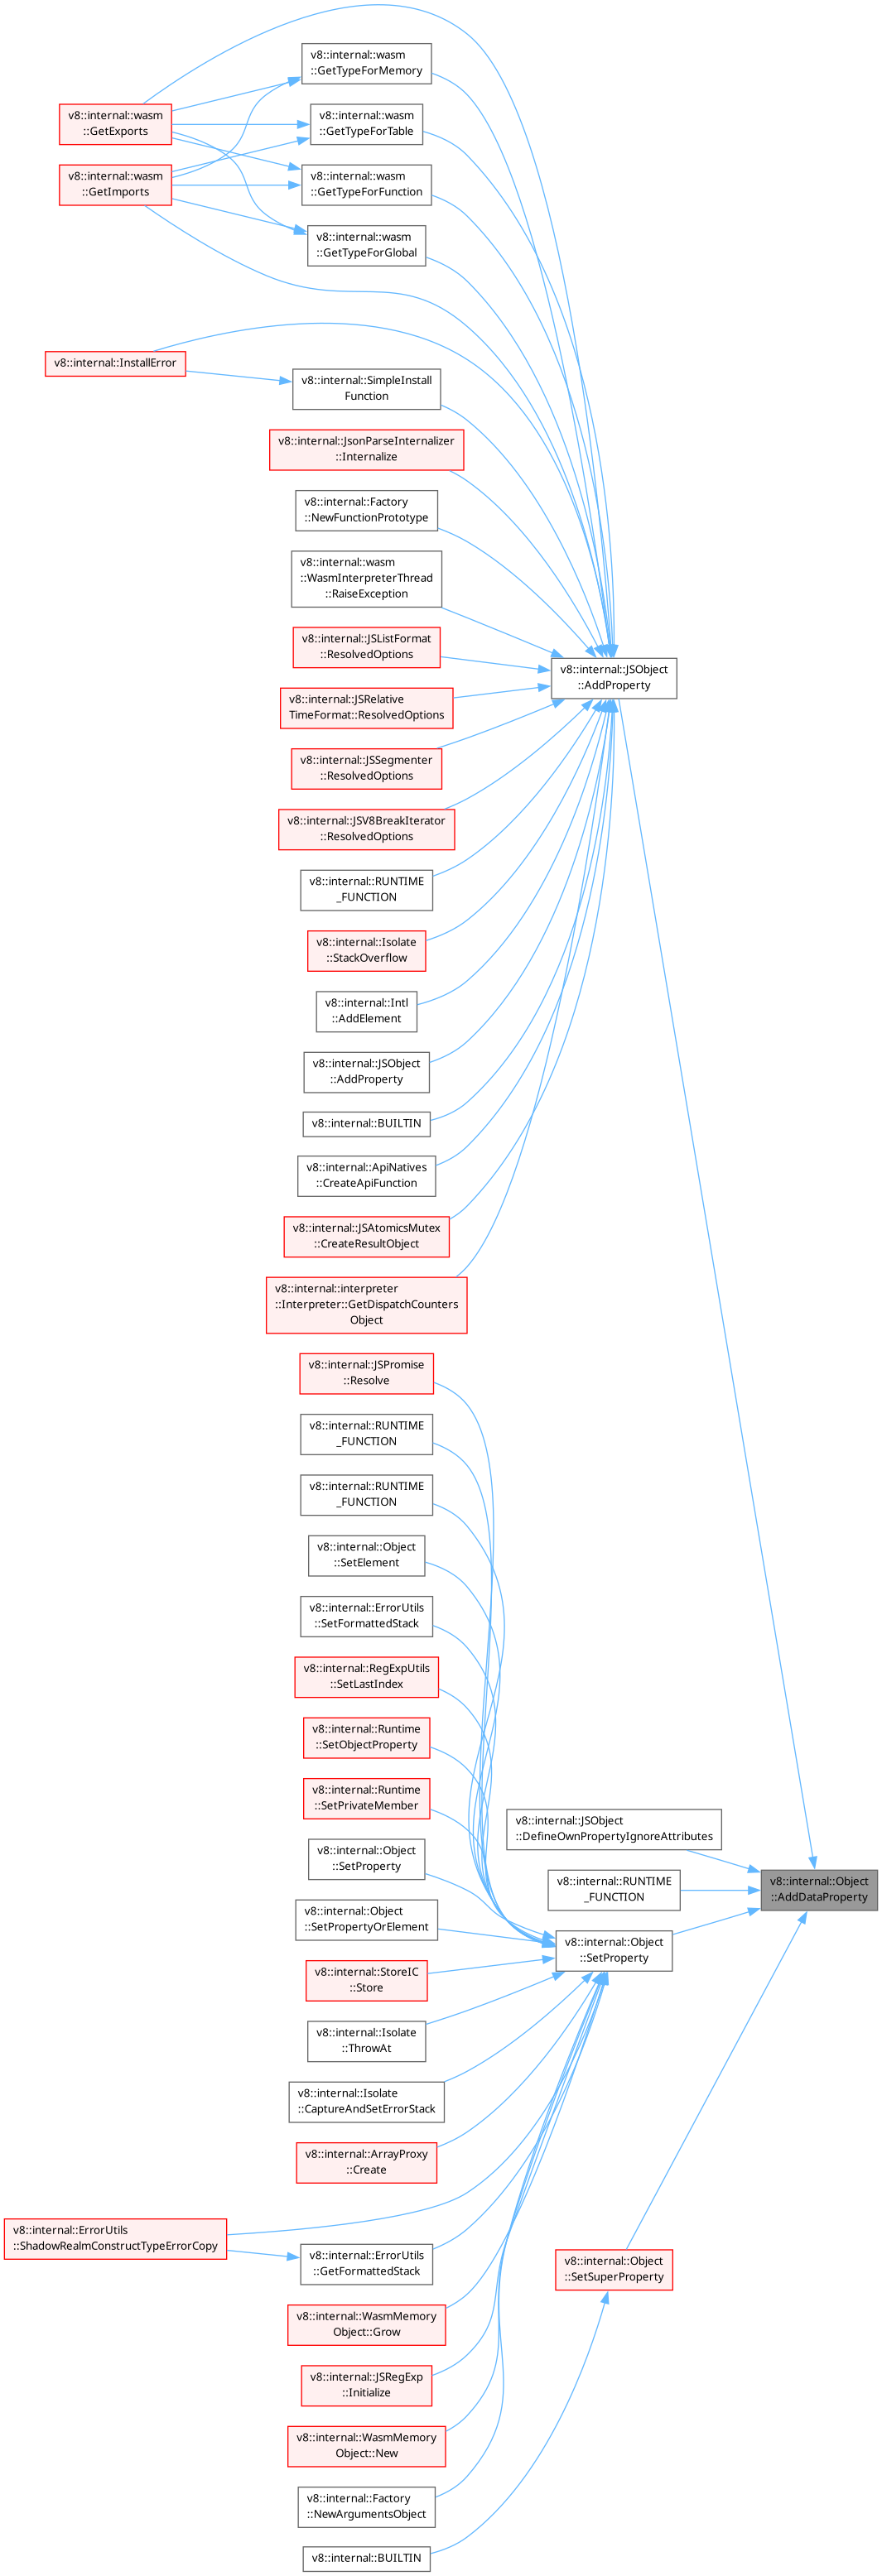 v8::internal::wasm
::GetTypeForMemory
v8::internal::wasm
::GetExports
v8::internal::wasm
::GetTypeForTable
v8::internal::wasm
::GetImports
v8::internal::wasm
::GetTypeForFunction
v8::internal::wasm
::GetTypeForGlobal
v8::internal::InstallError
v8::internal::SimpleInstall
Function
v8::internal::JsonParseInternalizer
::Internalize
v8::internal::Factory
::NewFunctionPrototype
v8::internal::wasm
::WasmInterpreterThread
::RaiseException
v8::internal::JSListFormat
::ResolvedOptions
v8::internal::JSObject
::AddProperty
v8::internal::JSRelative
TimeFormat::ResolvedOptions
v8::internal::JSSegmenter
::ResolvedOptions
v8::internal::JSV8BreakIterator
::ResolvedOptions
v8::internal::RUNTIME
_FUNCTION
v8::internal::Isolate
::StackOverflow
v8::internal::Intl
::AddElement
v8::internal::JSObject
::AddProperty
v8::internal::BUILTIN
v8::internal::ApiNatives
::CreateApiFunction
v8::internal::JSAtomicsMutex
::CreateResultObject
v8::internal::interpreter
::Interpreter::GetDispatchCounters
Object
v8::internal::JSPromise
::Resolve
v8::internal::RUNTIME
_FUNCTION
v8::internal::RUNTIME
_FUNCTION
v8::internal::Object
::SetElement
v8::internal::ErrorUtils
::SetFormattedStack
v8::internal::RegExpUtils
::SetLastIndex
v8::internal::Runtime
::SetObjectProperty
v8::internal::Runtime
::SetPrivateMember
v8::internal::JSObject
::DefineOwnPropertyIgnoreAttributes
v8::internal::Object
::SetProperty
v8::internal::RUNTIME
_FUNCTION
v8::internal::Object
::AddDataProperty
v8::internal::Object
::SetPropertyOrElement
v8::internal::Object
::SetProperty
v8::internal::StoreIC
::Store
v8::internal::Isolate
::ThrowAt
v8::internal::Isolate
::CaptureAndSetErrorStack
v8::internal::ArrayProxy
::Create
v8::internal::ErrorUtils
::ShadowRealmConstructTypeErrorCopy
v8::internal::ErrorUtils
::GetFormattedStack
v8::internal::Object
::SetSuperProperty
v8::internal::WasmMemory
Object::Grow
v8::internal::JSRegExp
::Initialize
v8::internal::WasmMemory
Object::New
v8::internal::Factory
::NewArgumentsObject
v8::internal::BUILTIN